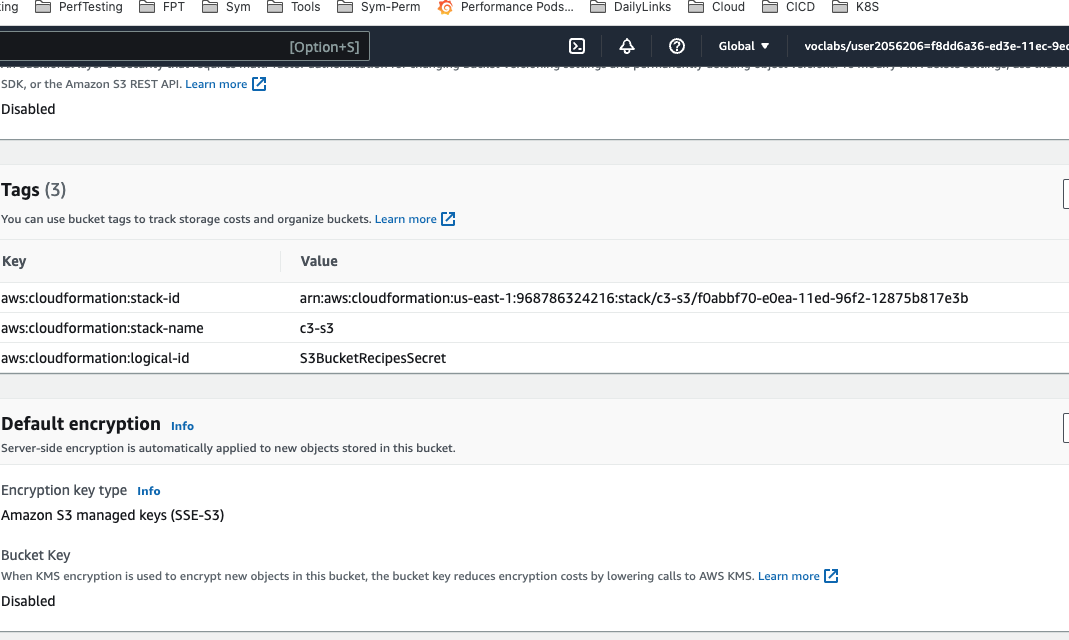 PerfTesting FPT Sym Tools Sym-Perm Performance Pods... DailyLinks Cloud CICD K8S
[Option+S] Global voclabs/user2056206=f8dd6a36-ed3e-11ec-9e
SDK, or the Amazon S3 REST API. Learn more
Disabled
Tags (3)
You can use bucket tags to track storage costs and organize buckets. Learn more
Key Value
aws:cloudformation:stack-id arn:aws:cloudformation:us-east-1:968786324216:stack/c3-s3/f0abbf70-e0ea-11ed-96f2-12875b817e3b
aws:cloudformation:stack-name c3-s3
aws:cloudformation:logical-id S3BucketRecipesSecret
Default encryption Info
Server-side encryption is automatically applied to new objects stored in this bucket.
Encryption key type Info
Amazon S3 managed keys (SSE-S3)
Bucket Key
When KMS encryption is used to encrypt new objects in this bucket, the bucket key reduces encryption costs by lowering calls to AWS KMS. Learn more
Disabled